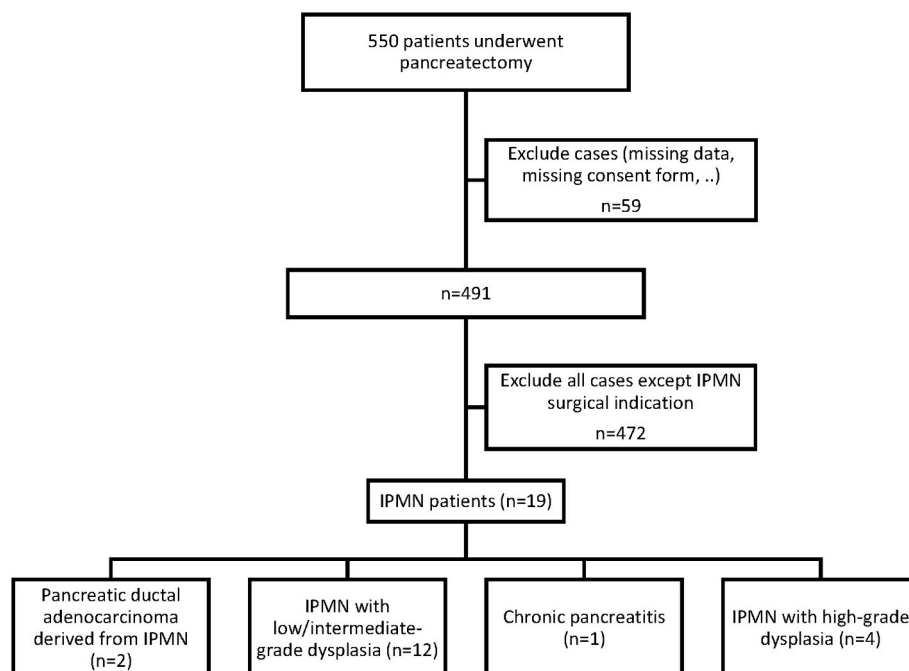 550 patients underwent
pancreatectomy
Exclude cases (missing data,
missing consent form, ..)
n=59
n=491
Exclude all cases except IPMN
surgical indication
n=472
IPMN patients (n=19)
Pancreatic ductal
adenocarcinoma
derived from IPMN
(n=2)
IPMN with
low/intermediate-
grade dysplasia (n=12)
Chronic pancreatitis
(n=1)
IPMN with high-grade
dysplasia (n=4)